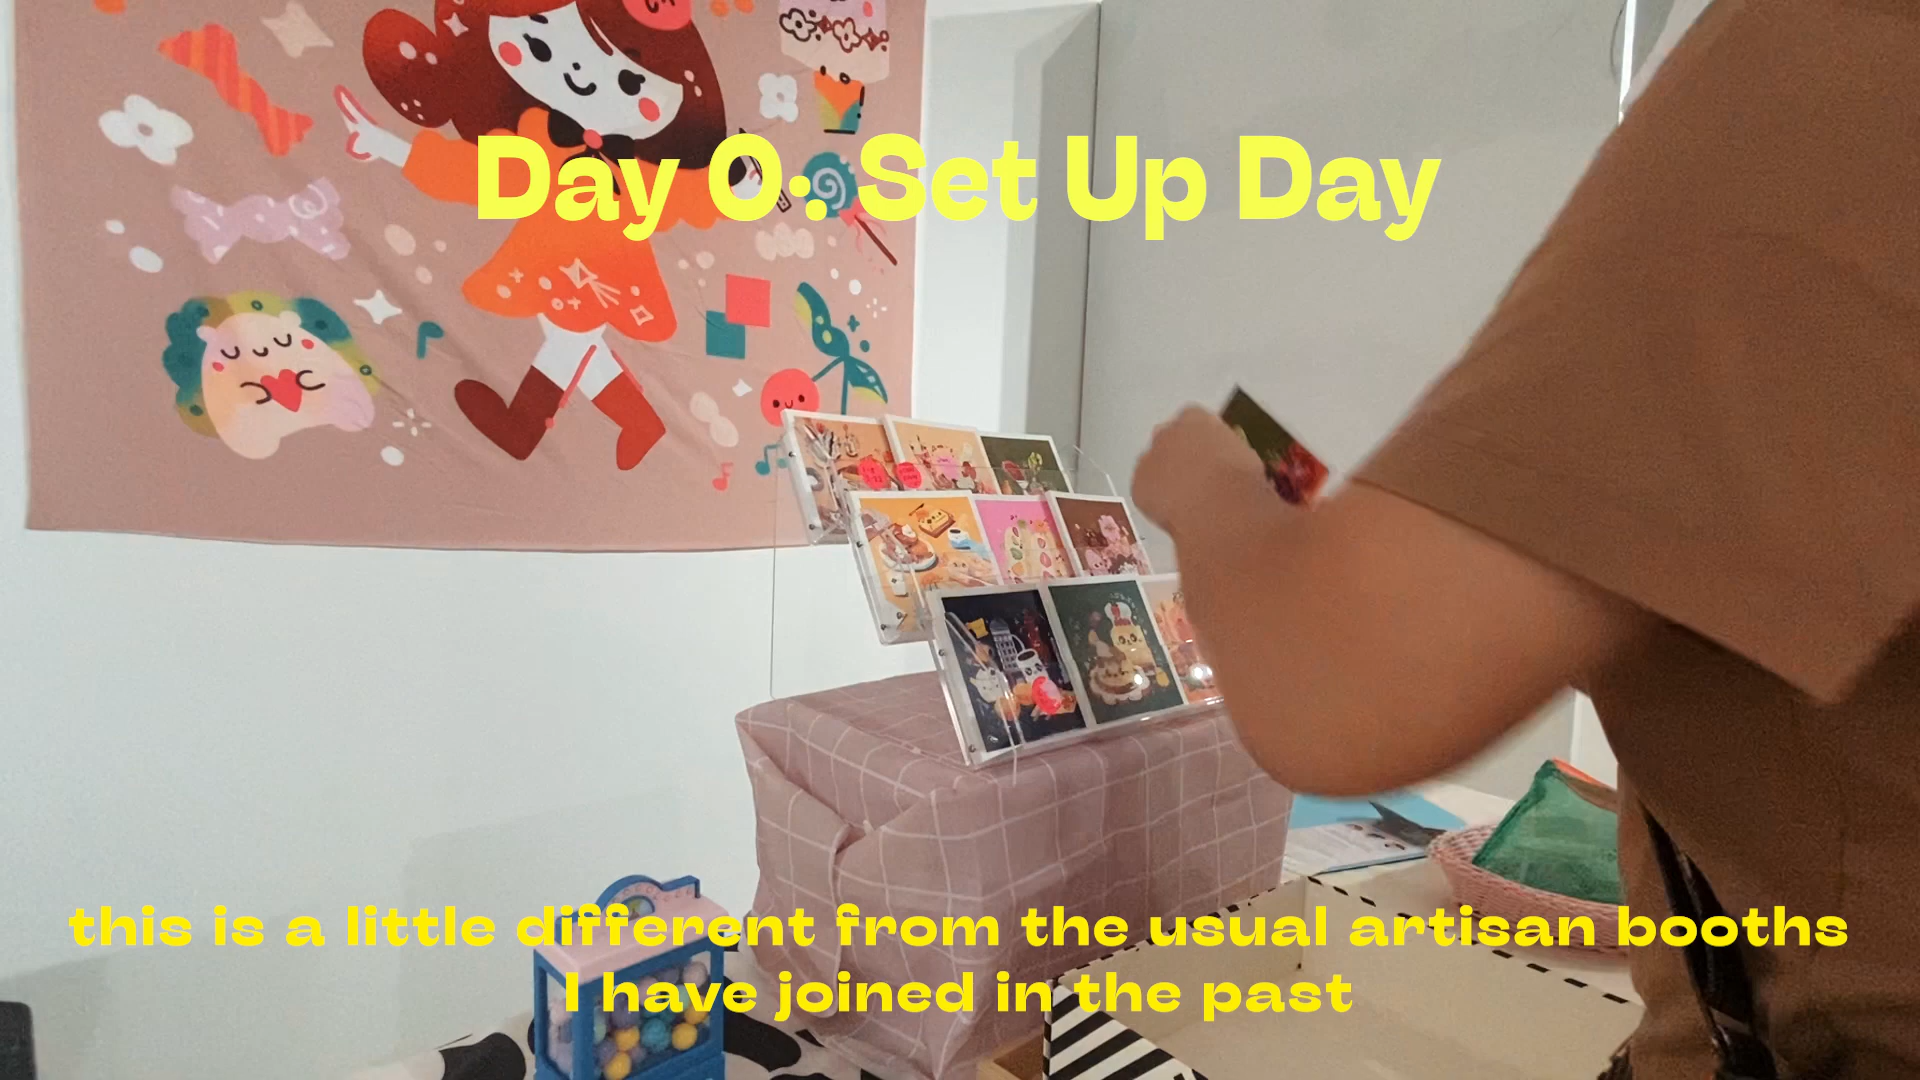 Day 0: Set Up Day
this is a little different from the usual artisan booths
I have joined in the past